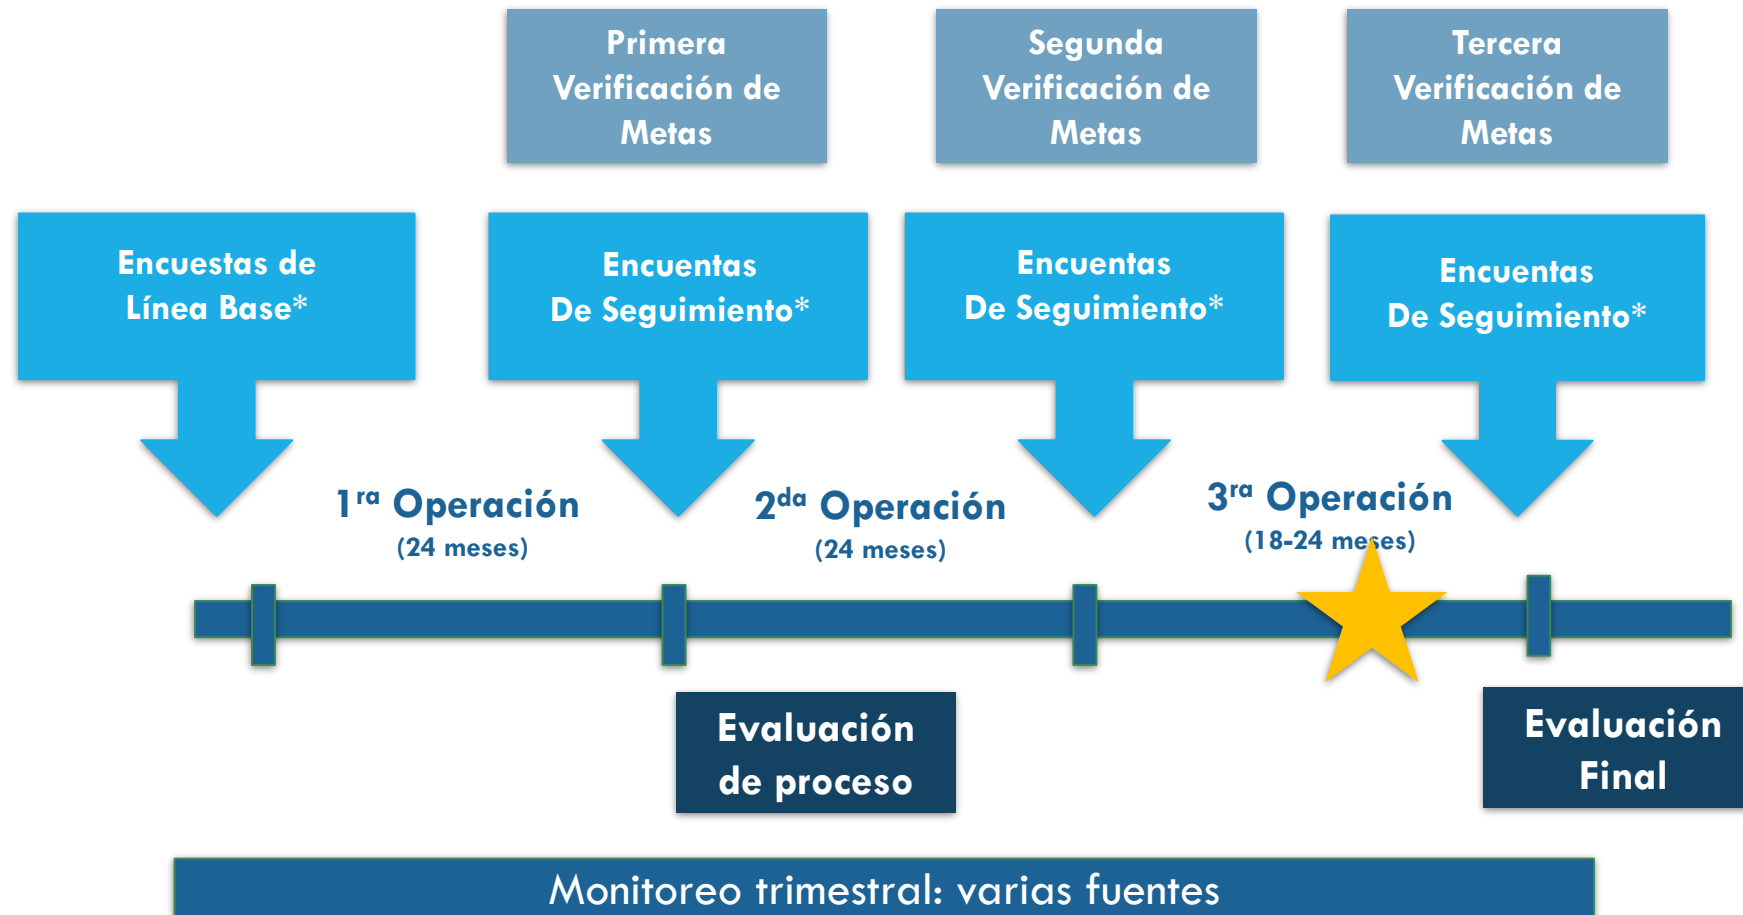 Primera
Verificación de
Metas
Segunda
Verificación de
Metas
Tercera
Verificación de
Metas
Encuestas de
Línea Base*
Encuentas
De Seguimiento*
Encuentas
De Seguimiento*
Encuentas
De Seguimiento*
1ra Operación
(24 meses)
2da Operación
(24 meses)
3ra Operación
(18-24 meses)
Evaluación
de proceso
Evaluación
Final
Monitoreo trimestral: varias fuentes